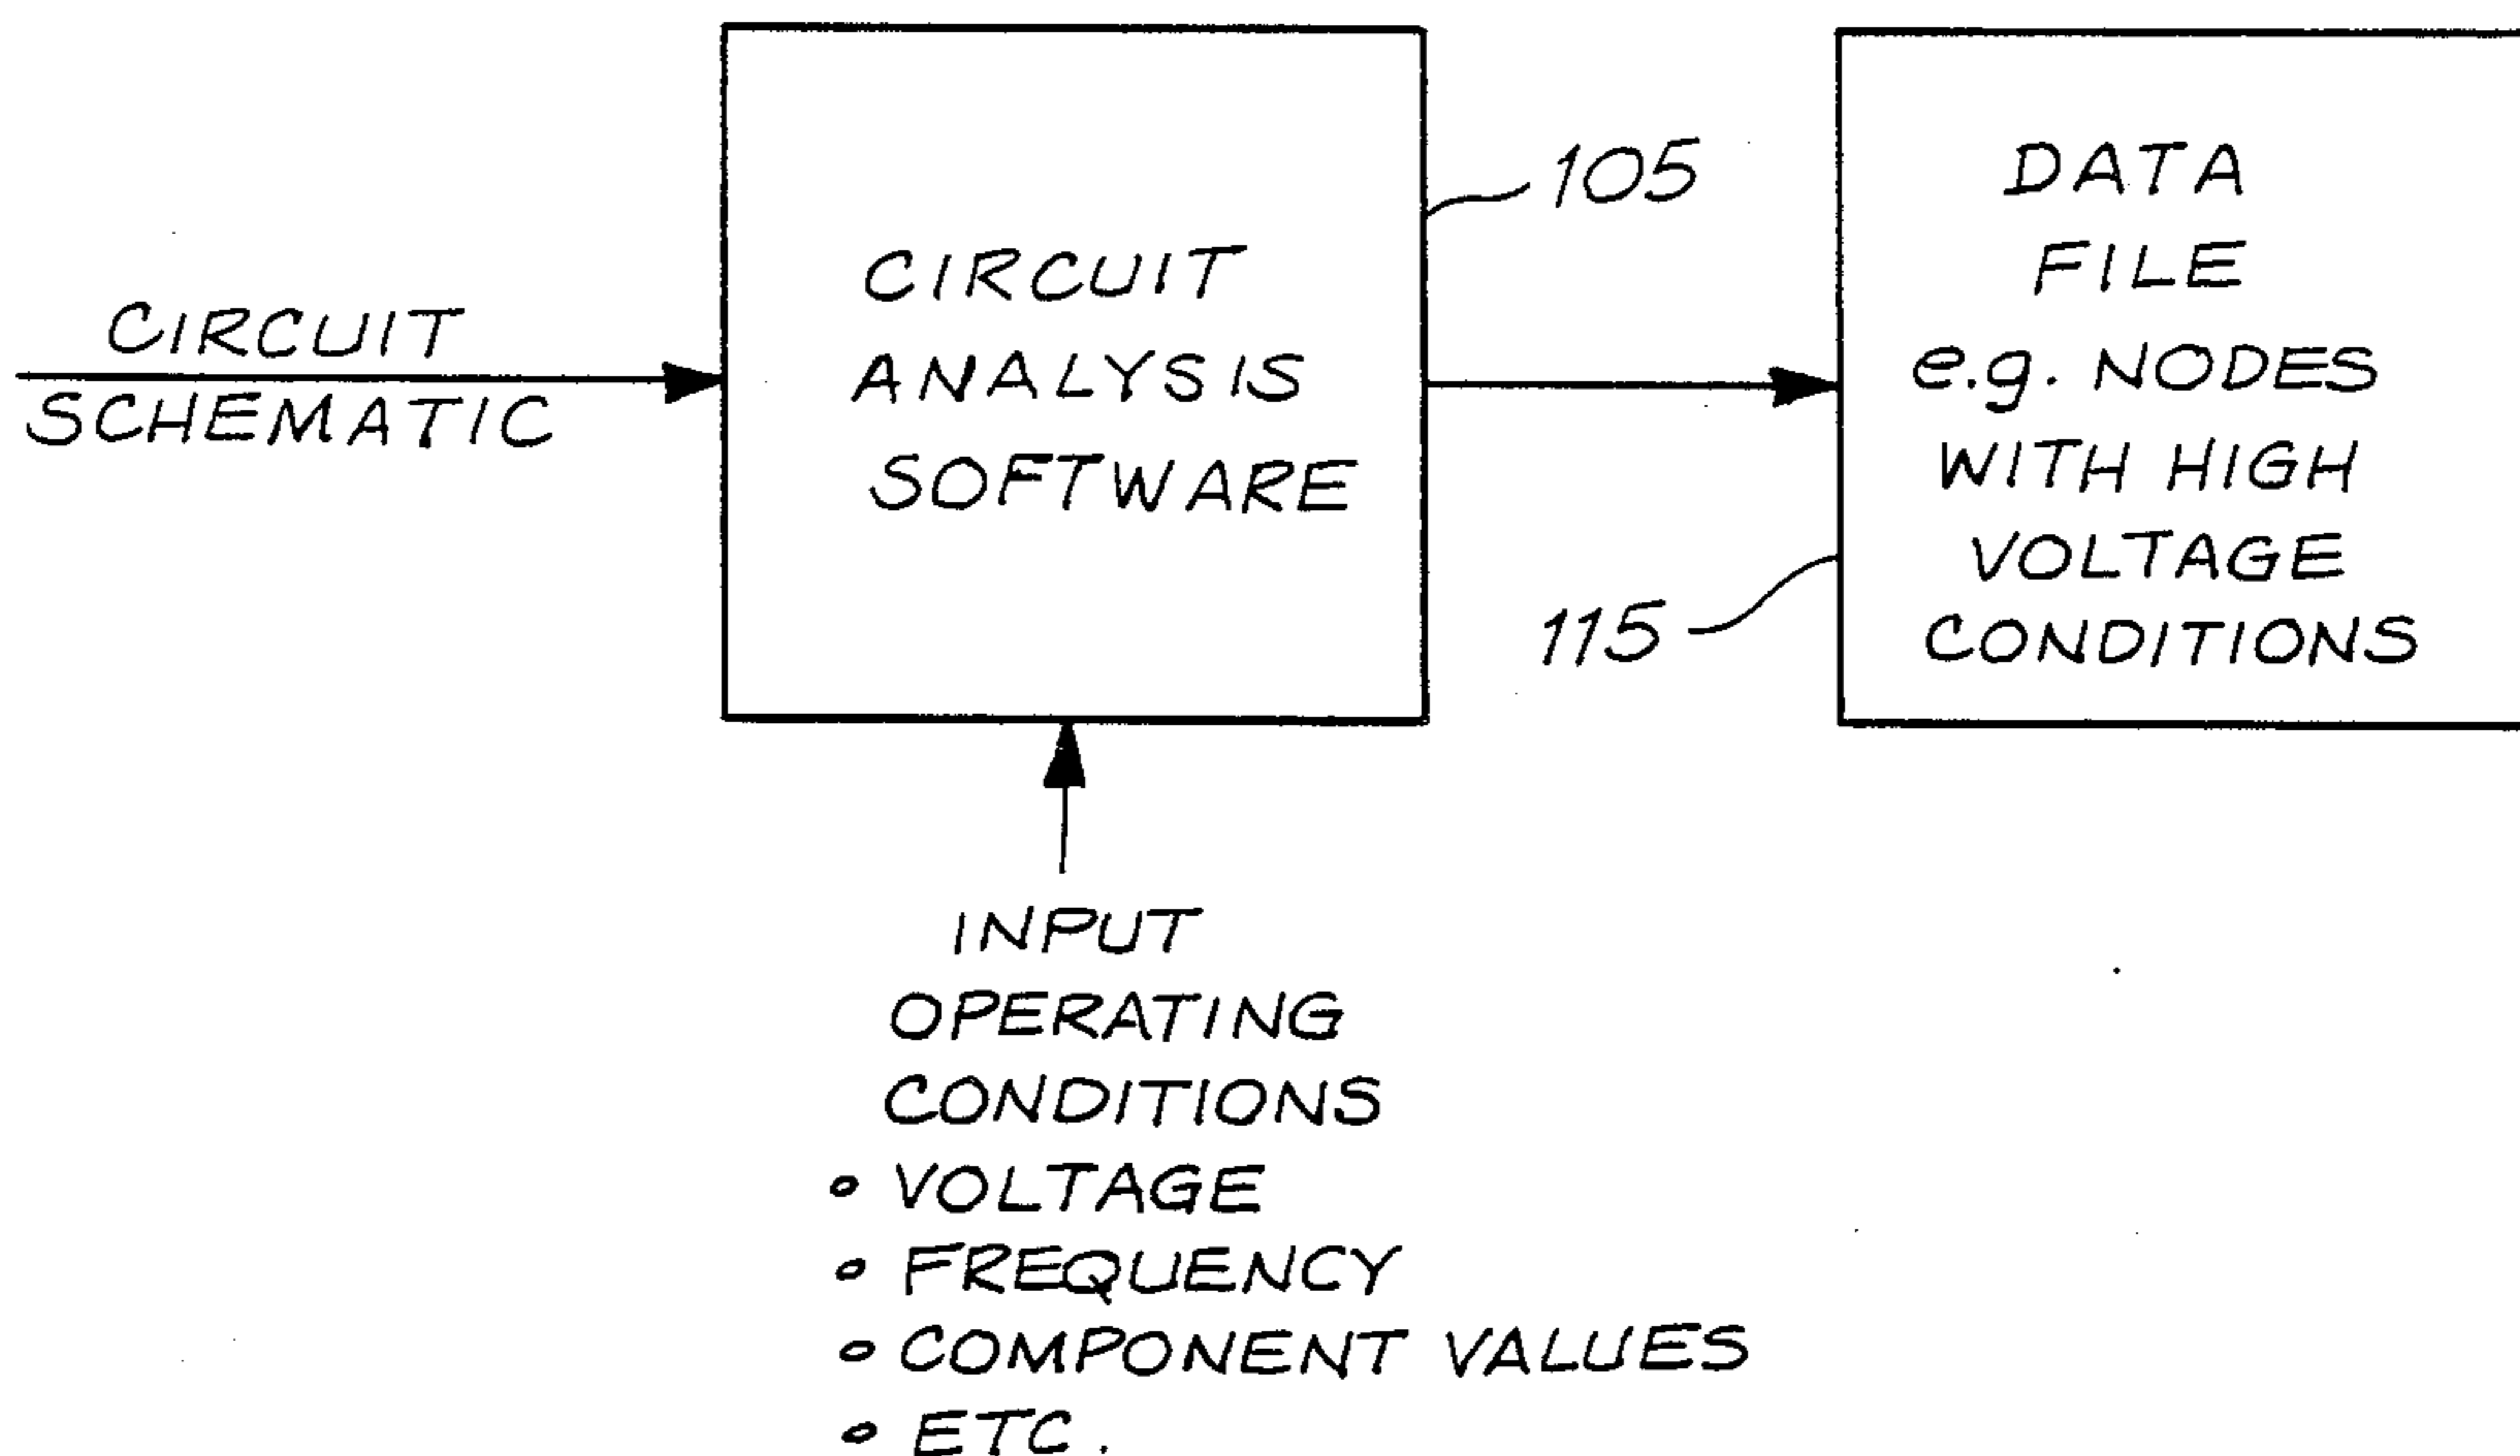 CIRCUIT
SCHEMATIC
CIRCUIT
ANALYSIS
SOFTWARE
105
DATA
FILE
e.g. NODES
WITH HIGH
VOLTAGE
CONDITIONS
115
INPUT
OPERATING
CONDITIONS
• VOLTAGE
• FREQUENCY
• COMPONENT VALUES
• ETC.